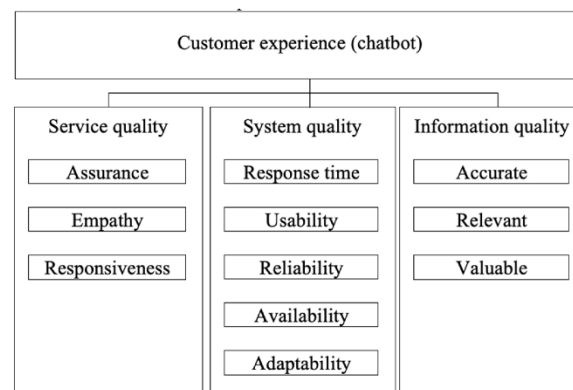 Customer experience (chatbot)
Service quality
Assurance
Empathy
Responsiveness
System quality
Response time
Usability
Reliability
Availability
Adaptability
Information quality
Accurate
Relevant
Valuable